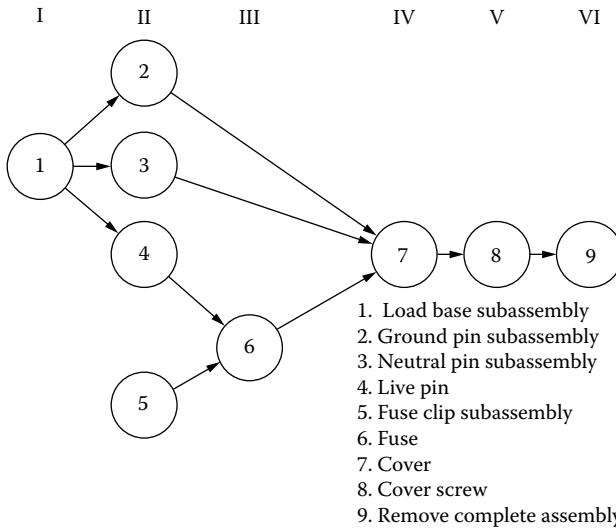 I II III IV V VI
2
1 3
4 7 8 9
6
5
1. Load base subassembly
2. Ground pin subassembly
3. Neutral pin subassembly
4. Live pin
5. Fuse clip subassembly
6. Fuse
7. Cover
8. Cover screw
9. Remove complete assembly